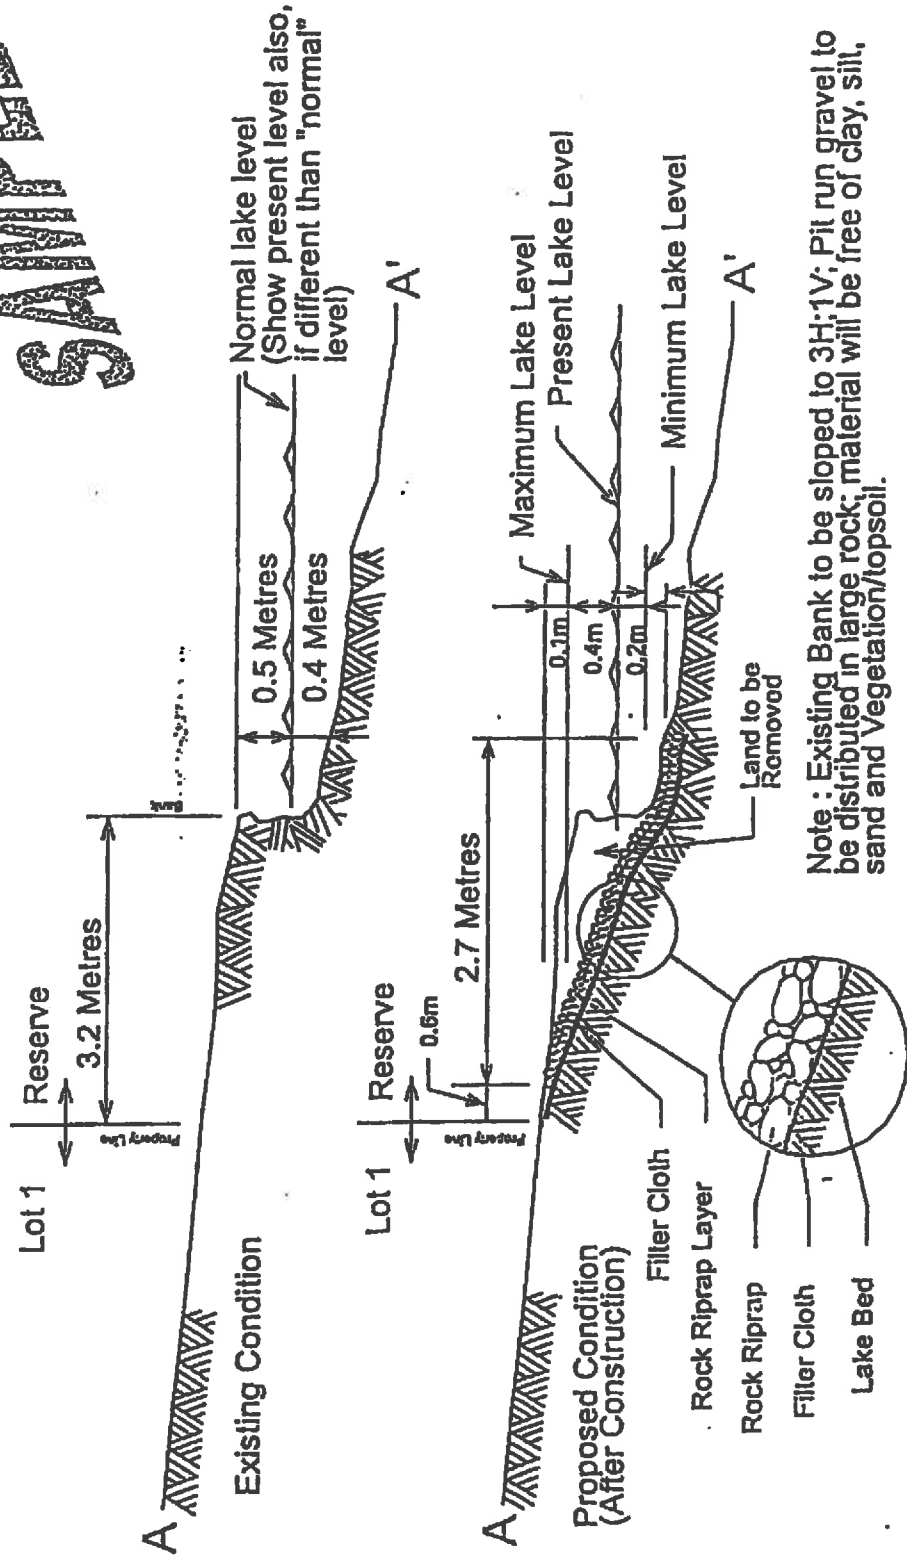 SAMPLE
Lot 1
Reserve
3.2 Metres
Property Line
Bank
0.5 Metres
0.4 Metres
Normal lake level
(Show present level also,
if different than "normal"
level)
A
A'
Existing Condition
Lot 1
Reserve
0.6m
Property Line
2.7 Metres
0.1m
0.4m
0.2m
Maximum Lake Level
Present Lake Level
Minimum Lake Level
A
A'
Land to be
Removed
Proposed Condition
(After Construction)
Filter Cloth
Rock Riprap Layer
Rock Riprap
Filter Cloth
Lake Bed
Note : Existing Bank to be sloped to 3H;1V; Pit run gravel to
be distributed in large rock; material will be free of clay, silt,
sand and Vegetation/topsoil.